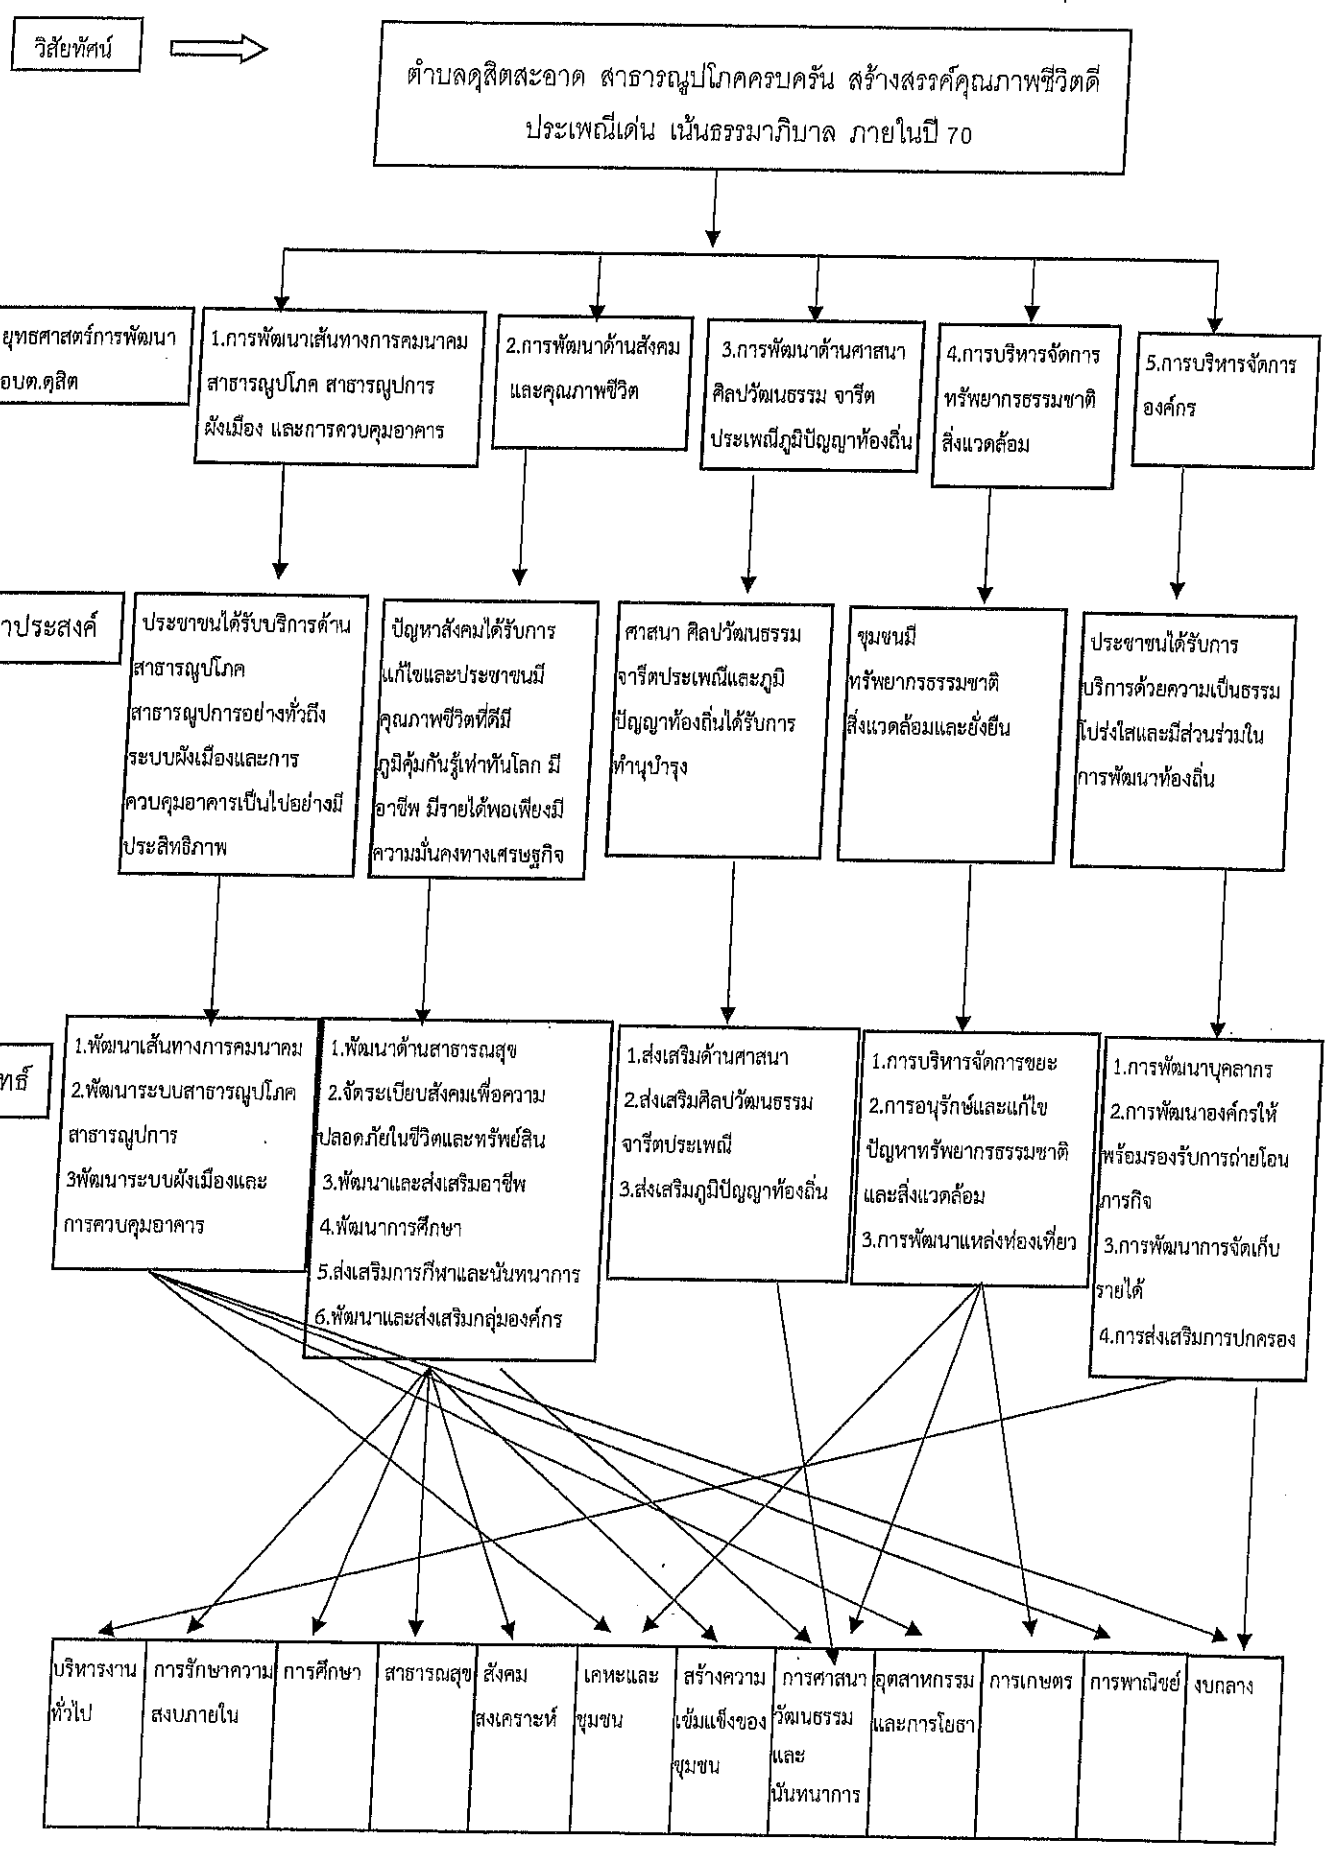 วิสัยทัศน์
ตำบลดุสิตสะอาด สาธารณูปโภคครบครัน สร้างสรรค์คุณภาพชีวิตดี
ประเพณีเด่น เน้นธรรมาภิบาล ภายในปี 70
ยุทธศาสตร์การพัฒนา
อบต.ดุสิต
1.การพัฒนาเส้นทางการคมนาคม
สาธารณูปโภค สาธารณูปการ
ผังเมือง และการควบคุมอาคาร
2.การพัฒนาด้านสังคม
และคุณภาพชีวิต
3.การพัฒนาด้านศาสนา
ศิลปวัฒนธรรม จารีต
ประเพณีภูมิปัญญาท้องถิ่น
4.การบริหารจัดการ
ทรัพยากรธรรมชาติ
สิ่งแวดล้อม
5.การบริหารจัดการ
องค์กร
าประสงค์
ประชาชนได้รับบริการด้าน
สาธารณูปโภค
สาธารณูปการอย่างทั่วถึง
ระบบผังเมืองและการ
ควบคุมอาคารเป็นไปอย่างมี
ประสิทธิภาพ
ปัญหาสังคมได้รับการ
แก้ไขและประชาชนมี
คุณภาพชีวิตที่ดีมี
ภูมิคุ้มกันรู้เท่าทันโลก มี
อาชีพ มีรายได้พอเพียงมี
ความมั่นคงทางเศรษฐกิจ
ศาสนา ศิลปวัฒนธรรม
จารีตประเพณีและภูมิ
ปัญญาท้องถิ่นได้รับการ
ทำนุบำรุง
ชุมชนมี
ทรัพยากรธรรมชาติ
สิ่งแวดล้อมและยั่งยืน
ประชาชนได้รับการ
บริการด้วยความเป็นธรรม
โปร่งใสและมีส่วนร่วมใน
การพัฒนาท้องถิ่น
ทธ์
1.พัฒนาเส้นทางการคมนาคม
2.พัฒนาระบบสาธารณูปโภค
สาธารณูปการ
3พัฒนาระบบผังเมืองและ
การควบคุมอาคาร
1.พัฒนาด้านสาธารณสุข
2.จัดระเบียบสังคมเพื่อความ
ปลอดภัยในชีวิตและทรัพย์สิน
3.พัฒนาและส่งเสริมอาชีพ
4.พัฒนาการศึกษา
5.ส่งเสริมการกีฬาและนันทนาการ
6.พัฒนาและส่งเสริมกลุ่มองค์กร
1.ส่งเสริมด้านศาสนา
2.ส่งเสริมศิลปวัฒนธรรม
จารีตประเพณี
3.ส่งเสริมภูมิปัญญาท้องถิ่น
1.การบริหารจัดการขยะ
2.การอนุรักษ์และแก้ไข
ปัญหาทรัพยากรธรรมชาติ
และสิ่งแวดล้อม
3.การพัฒนาแหล่งท่องเที่ยว
1.การพัฒนาบุคลากร
2.การพัฒนาองค์กรให้
พร้อมรองรับการถ่ายโอน
ภารกิจ
3.การพัฒนาการจัดเก็บ
รายได้
4.การส่งเสริมการปกครอง
บริหารงาน
ทั่วไป
การรักษาความ
สงบภายใน
การศึกษา
สาธารณสุข
สังคม
สงเคราะห์
เคหะและ
ชุมชน
สร้างความ
เข้มแข็งของ
ชุมชน
การศาสนา
วัฒนธรรม
และ
นันทนาการ
อุตสาหกรรม
และการโยธา
การเกษตร
การพาณิชย์
งบกลาง